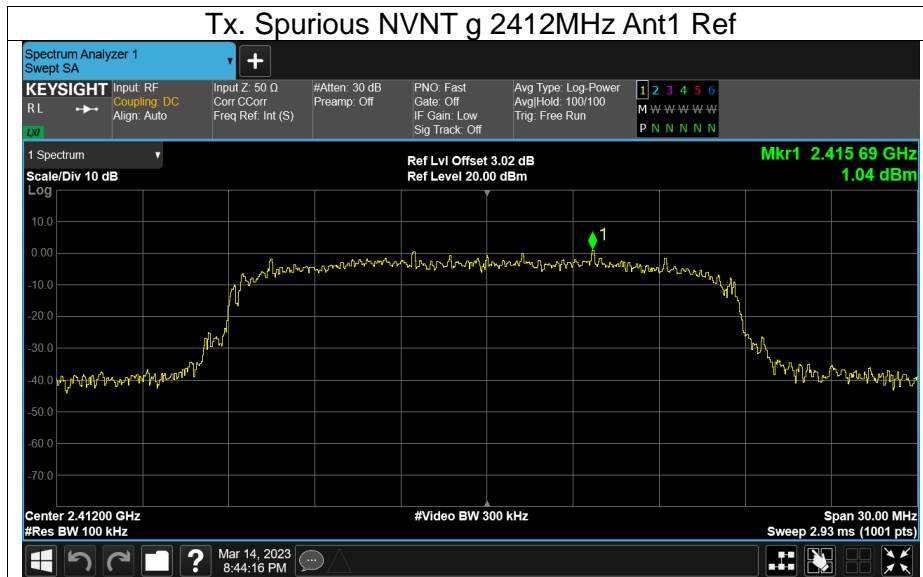 Tx. Spurious NVNT g 2412MHz Ant1 Ref
Spectrum Analyzer 1
Swept SA
+
KEYSIGHT
RL
LXI
Input: RF
Coupling: DC
Align: Auto
Input Z: 50 Ω
Corr CCorr
Freq Ref: Int (S)
#Atten: 30 dB
Preamp: Off
PNO: Fast
Gate: Off
IF Gain: Low
Sig Track: Off
Avg Type: Log-Power
Avg|Hold: 100/100
Trig: Free Run
1 2 3 4 5 6
M W W W W W
P N N N N N
1 Spectrum
Scale/Div 10 dB
Ref Lvl Offset 3.02 dB
Ref Level 20.00 dBm
Mkr1 2.415 69 GHz
1.04 dBm
Log
10.0
0.00
-10.0
-20.0
-30.0
-40.0
-50.0
-60.0
-70.0
1
Center 2.41200 GHz
#Res BW 100 kHz
#Video BW 300 kHz
Span 30.00 MHz
Sweep 2.93 ms (1001 pts)
?
Mar 14, 2023
8:44:16 PM